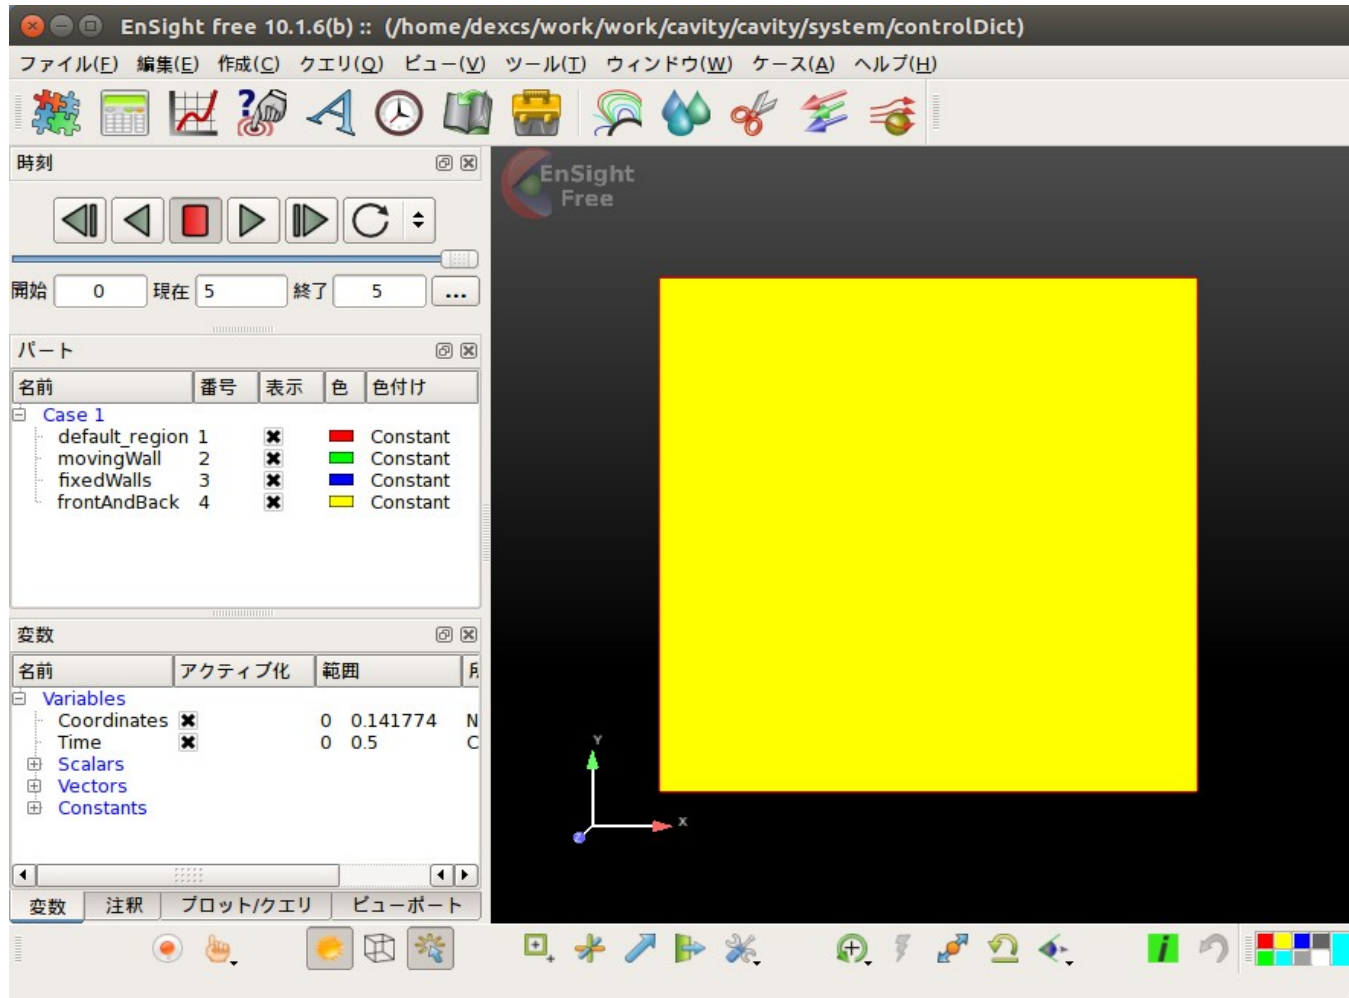 EnSight free 10.1.6(b) :: (/home/dexcs/work/work/cavity/cavity/system/controlDict)
ファイル(F) 編集(E) 作成(C) クエリ(Q) ビュー(V) ツール(T) ウィンドウ(W) ケース(A) ヘルプ(H)
時刻
EnSight
Free
開始 0 現在 5 終了 5 ...
パート
名前 番号 表示 色 色付け
Case 1
default_region 1 Constant
movingWall 2 Constant
fixedWalls 3 Constant
frontAndBack 4 Constant
変数
名前 アクティブ化 範囲
Variables
Coordinates 0 0.141774 N
Time 0 0.5 C
Scalars
Vectors
Constants
Y
X
変数 注釈 プロット/クエリ ビューポート